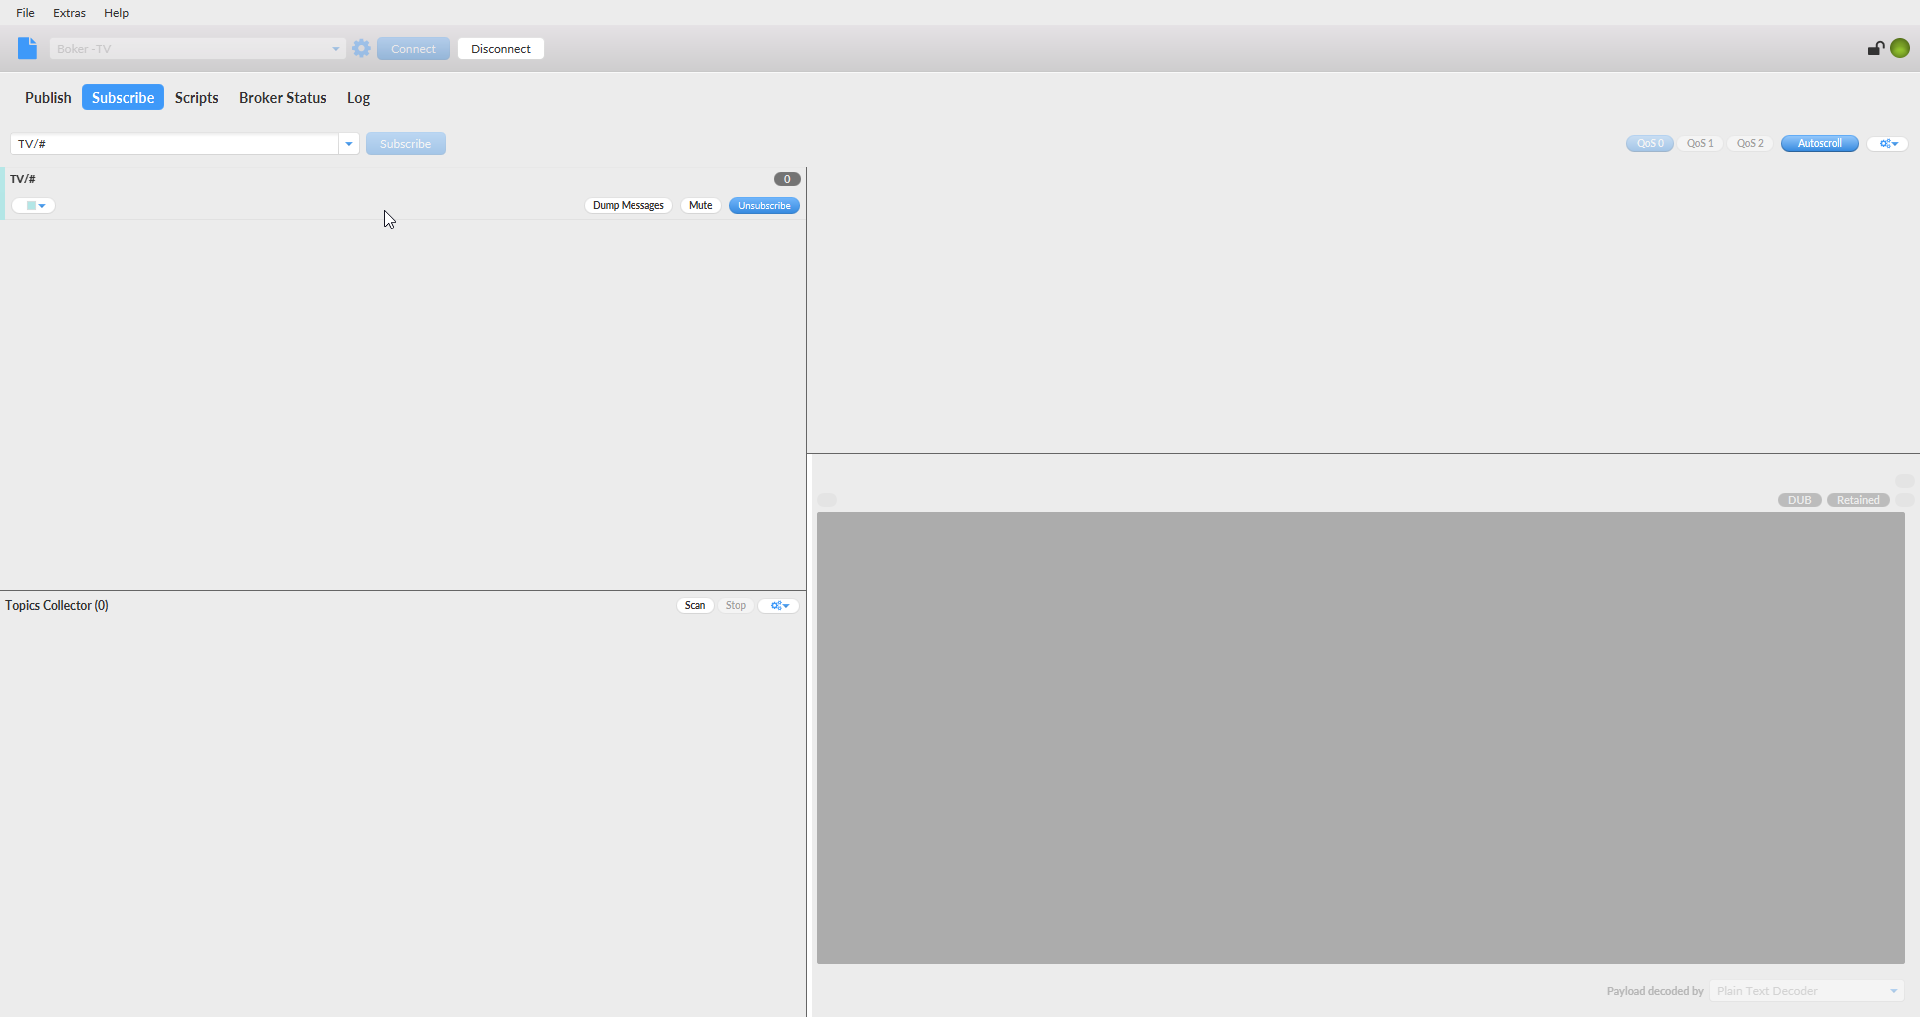 File Extras Help
Boker -TV Connect Disconnect
Publish Subscribe Scripts Broker Status Log
TV/# Subscribe QoS 0 QoS 1 QoS 2 Autoscroll
TV/# 0
Dump Messages Mute Unsubscribe
DUB Retained
Topics Collector (0) Scan Stop
Payload decoded by Plain Text Decoder